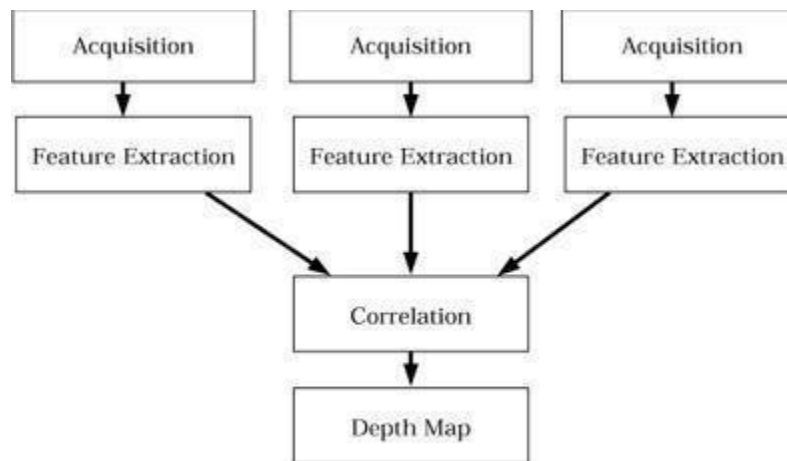 Acquisition
Acquisition
Acquisition
Feature Extraction
Feature Extraction
Feature Extraction
Correlation
Depth Map